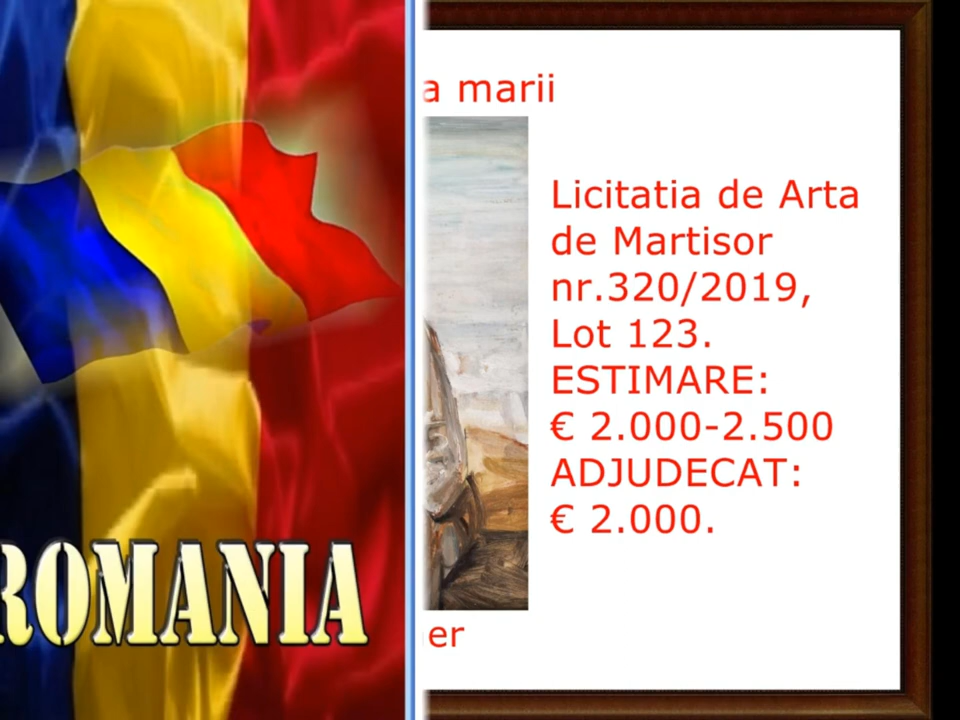 a marii
Licitatia de Arta
de Martisor
nr.320/2019,
Lot 123.
ESTIMARE:
€ 2.000-2.500
ADJUDECAT:
€ 2.000.
ROMANIA
er